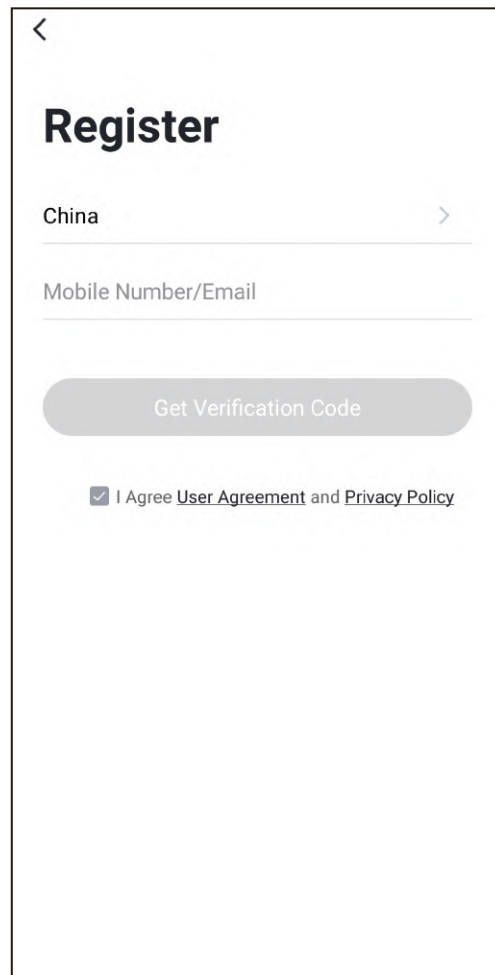 Register
China
Mobile Number/Email
Get Verification Code
I Agree User Agreement and Privacy Policy